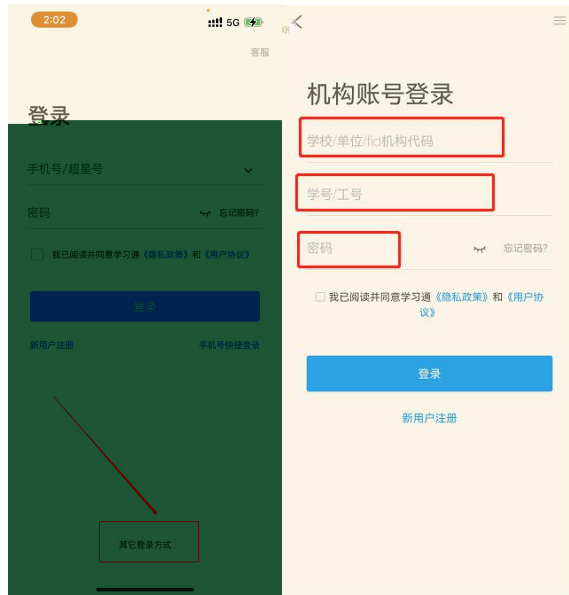 2:02
5G
客服
登录
手机号/超星号
密码
忘记密码?
我已阅读并同意学习通《隐私政策》和《用户协议》
登录
新用户注册
手机号快捷登录
其它登录方式
机构账号登录
学校/单位/fid机构代码
学号/工号
密码
忘记密码?
我已阅读并同意学习通《隐私政策》和《用户协
议》
登录
新用户注册